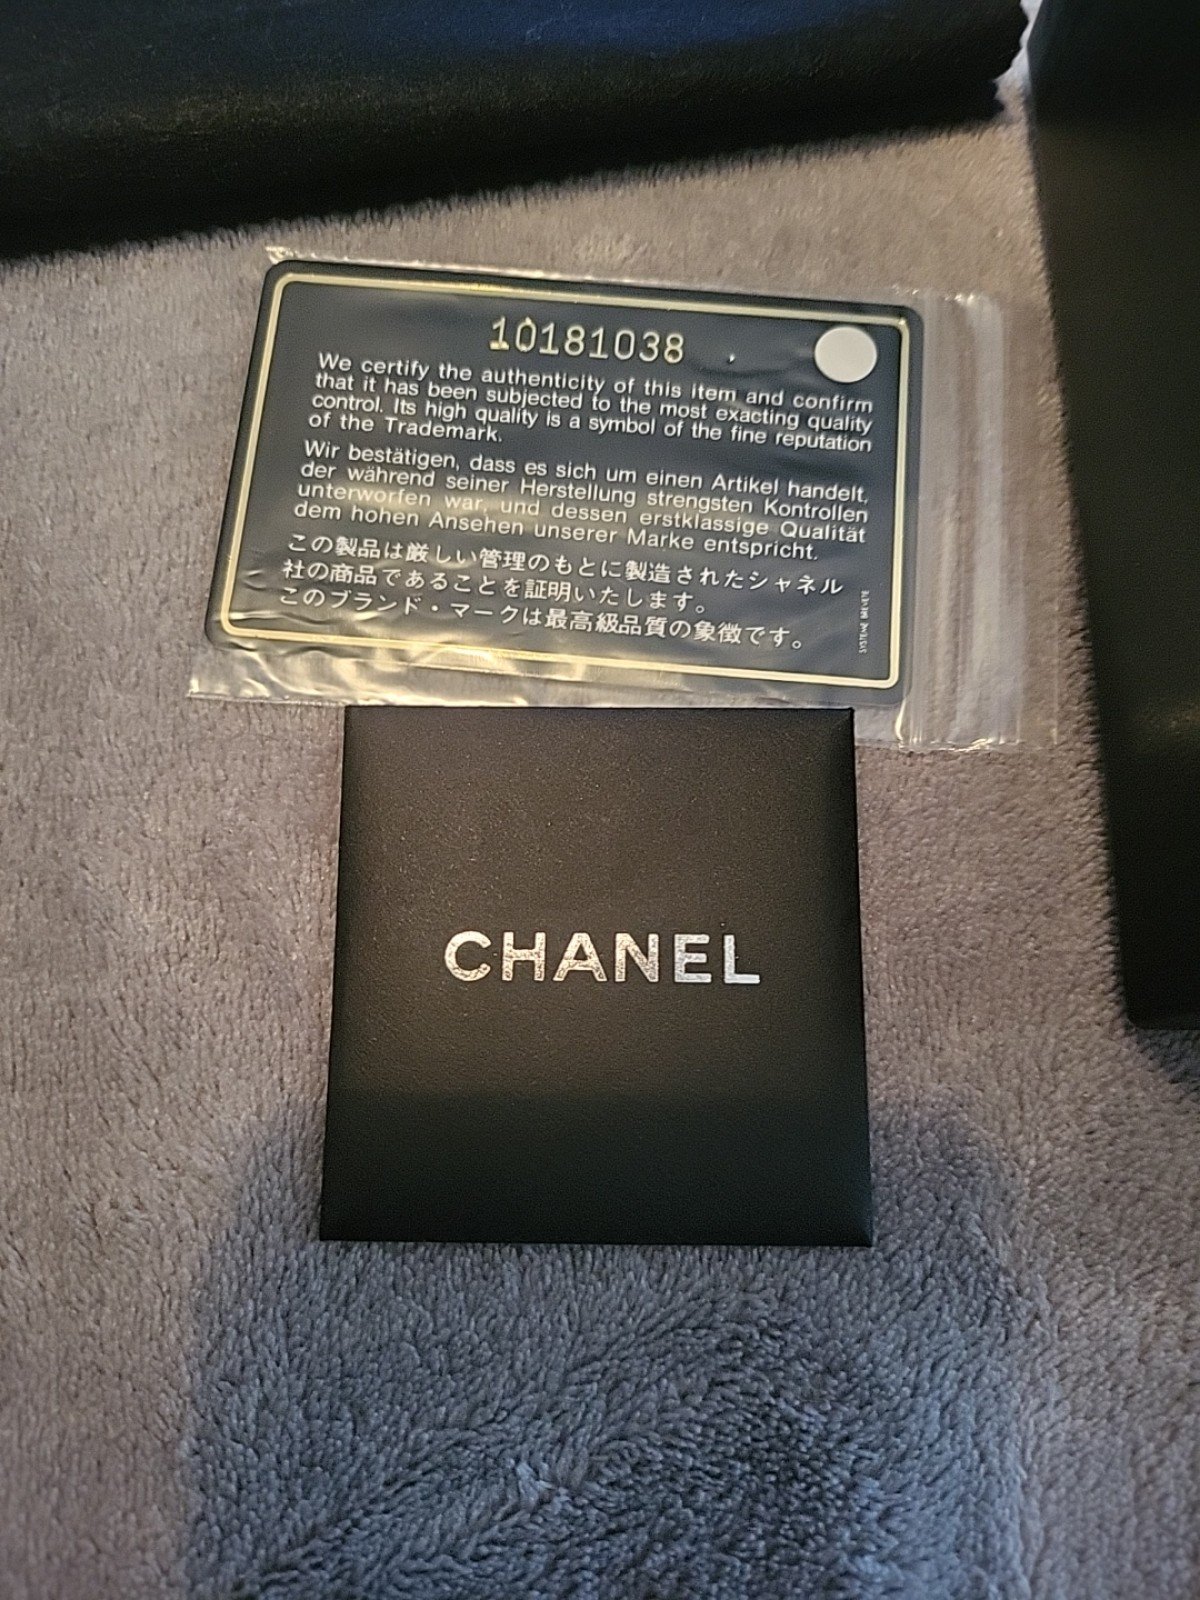 10181038
We certify the authenticity of this item and confirm
that it has been subjected to the most exacting quality
control. Its high quality is a symbol of the fine reputation
of the Trademark.
Wir bestätigen, dass es sich um einen Artikel handelt,
der während seiner Herstellung strengsten Kontrollen
unterworfen war, und dessen erstklassige Qualität
dem hohen Ansehen unserer Marke entspricht.
この製品は厳しい管理のもとに製造されたシャネル
社の商品であることを証明いたします。
このブランド・マークは最高級品質の象徴です。
CHANEL